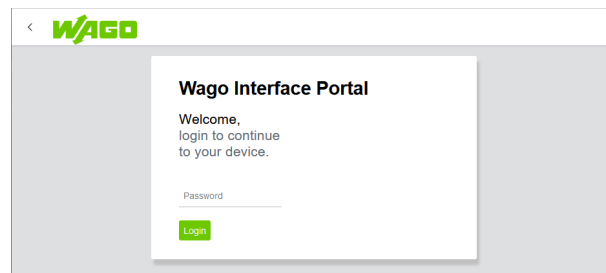 WAGO
Wago Interface Portal
Welcome,
login to continue
to your device.
Password
Login